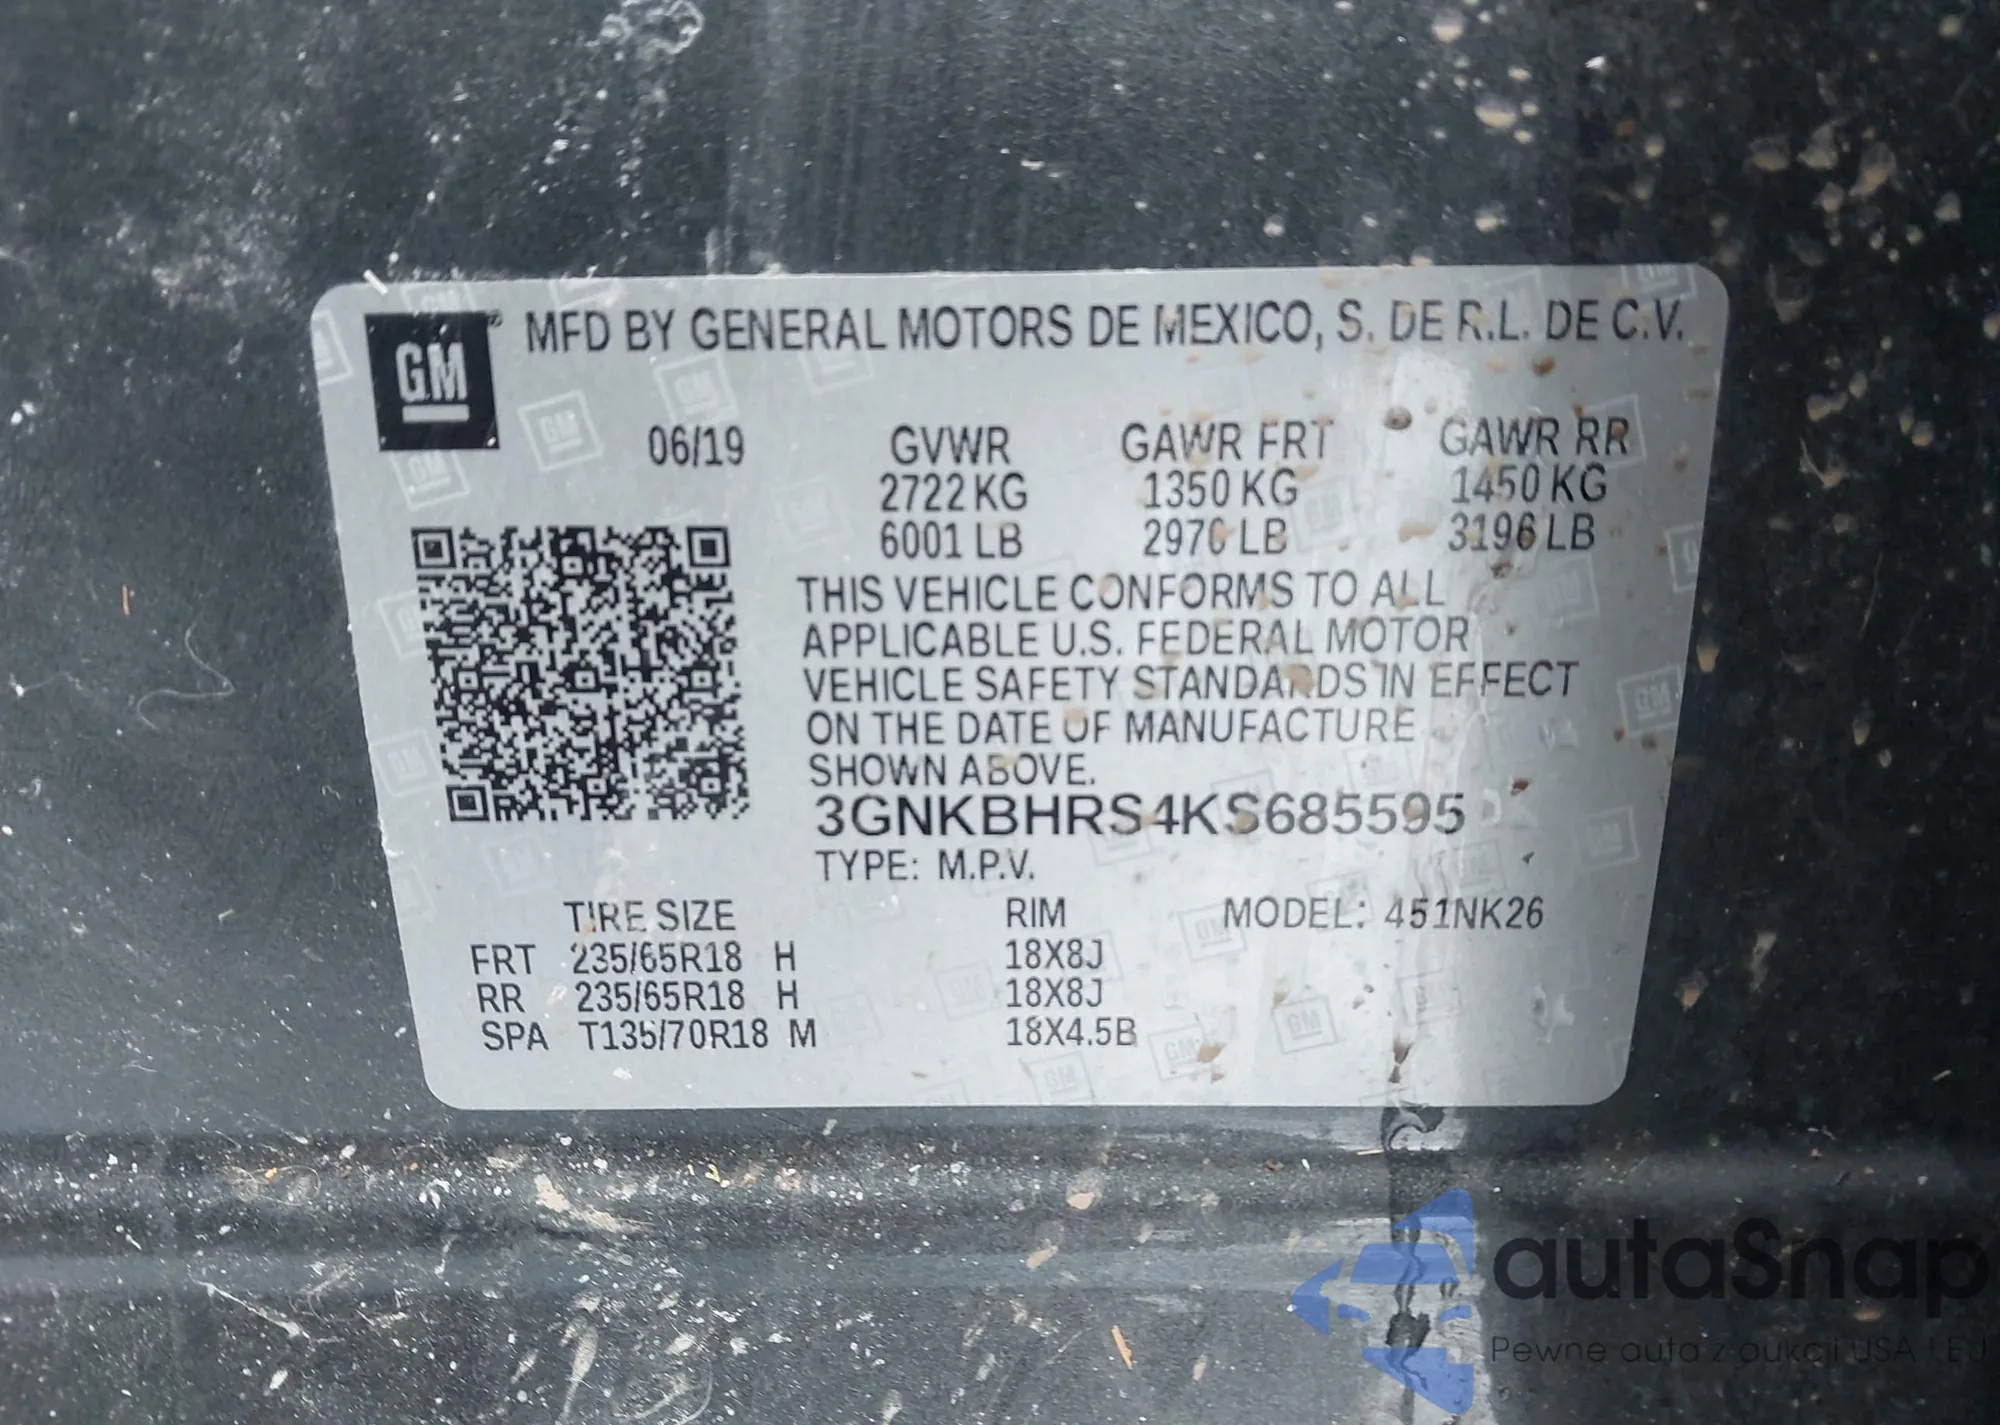 GM
MFD BY GENERAL MOTORS DE MEXICO, S. DE R.L. DE C.V.
06/19 GVWR GAWR FRT GAWR RR
2722 KG 1350 KG 1450 KG
6001 LB 2976 LB 3196 LB
THIS VEHICLE CONFORMS TO ALL
APPLICABLE U.S. FEDERAL MOTOR
VEHICLE SAFETY STANDARDS IN EFFECT
ON THE DATE OF MANUFACTURE
SHOWN ABOVE.
3GNKBHRS4KS685595
TYPE: M.P.V.
TIRE SIZE RIM MODEL: 451NK26
FRT 235/65R18 H 18X8J
RR 235/65R18 H 18X8J
SPA T135/70R18 M 18X4.5B
autaSnap
Pewne auta z aukcji USA i EU